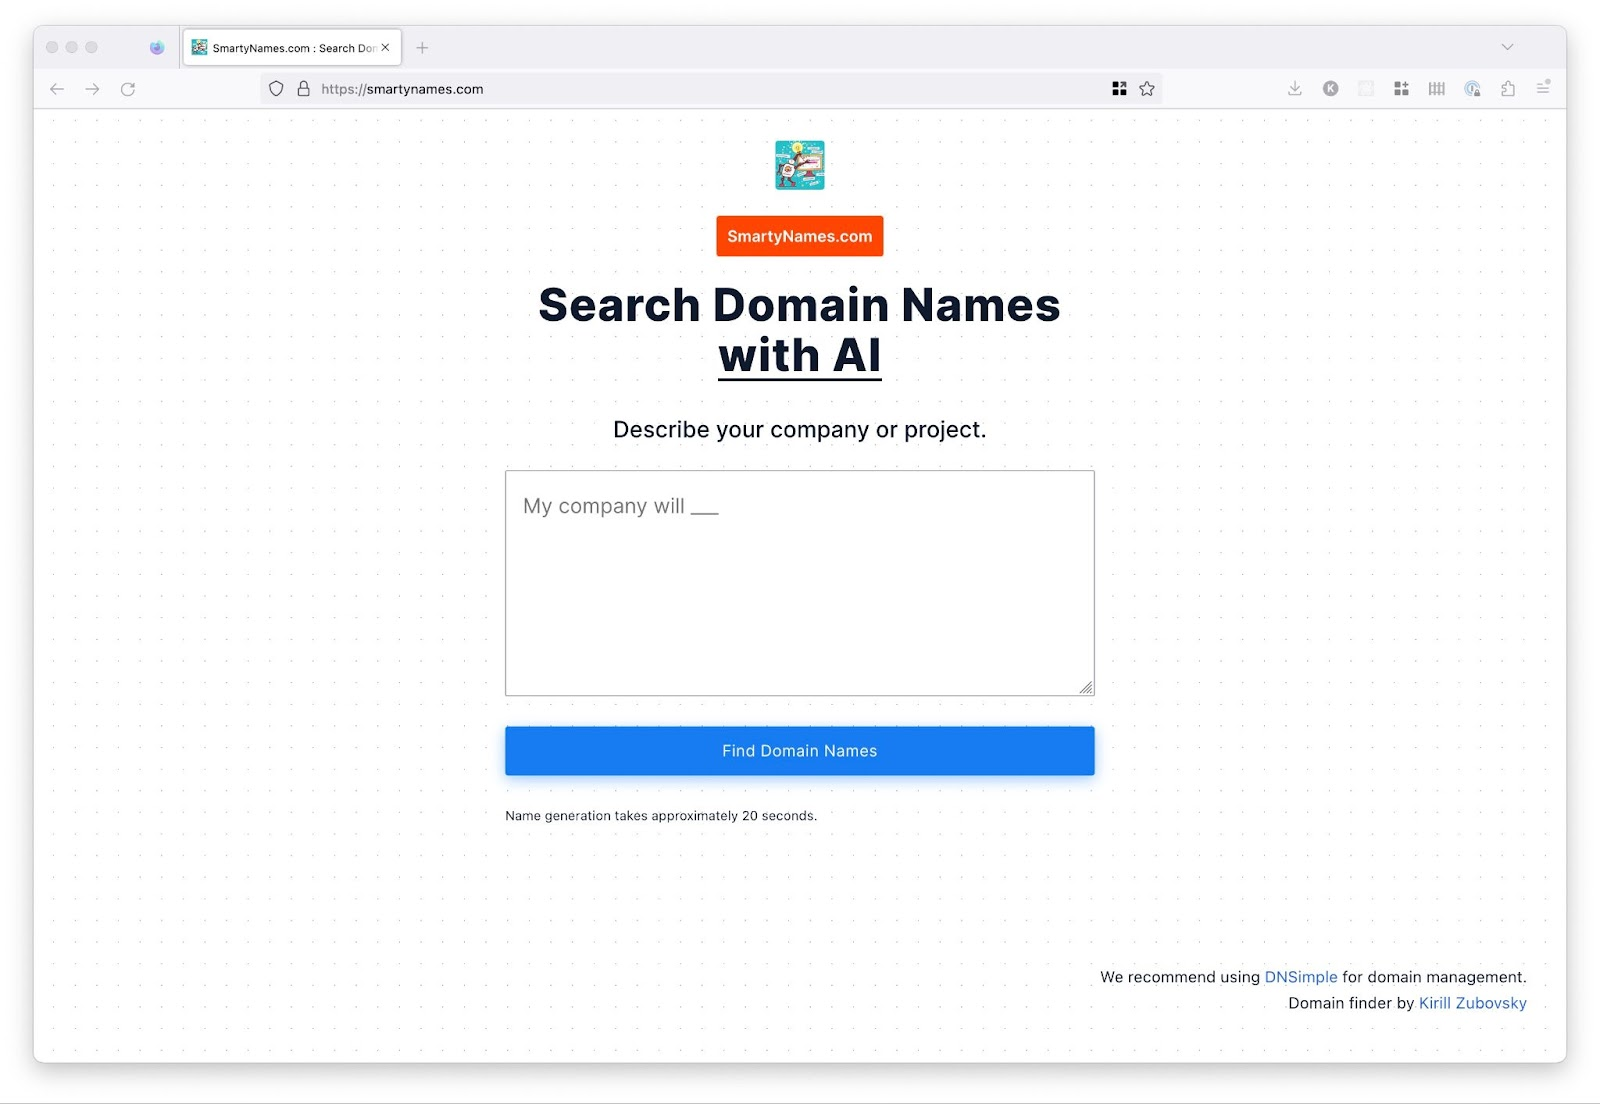 SmartyNames.com : Search Dor
https://smartynames.com
K
SmartyNames.com
Search Domain Names
with AI
Describe your company or project.
My company will ___
Find Domain Names
Name generation takes approximately 20 seconds.
We recommend using DNSimple for domain management.
Domain finder by Kirill Zubovsky